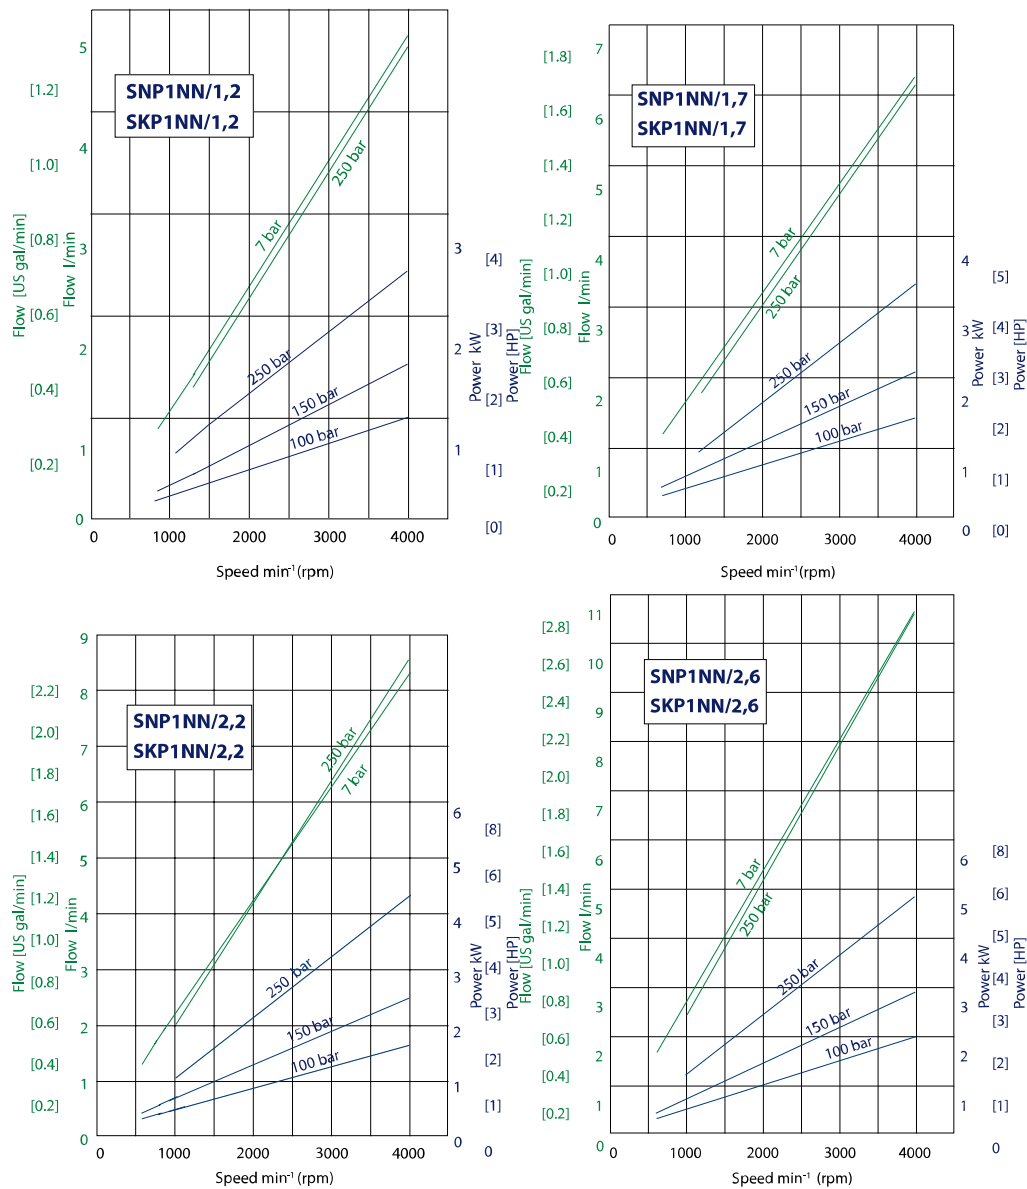 SNP1NN/1,2
SKP1NN/1,2
Flow [US gal/min]
[1.2]
[1.0]
[0.8]
[0.6]
[0.4]
[0.2]
Flow l/min
5
4
3
2
1
0
7 bar
250 bar
250 bar
150 bar
100 bar
3
2
1
Power kW
[4]
[3]
[2]
[1]
[0]
Power [HP]
0 1000 2000 3000 4000
Speed min-1 (rpm)
SNP1NN/1,7
SKP1NN/1,7
Flow [US gal/min]
[1.8]
[1.6]
[1.4]
[1.2]
[1.0]
[0.8]
[0.6]
[0.4]
[0.2]
Flow l/min
7
6
5
4
3
2
1
0
7 bar
250 bar
250 bar
150 bar
100 bar
4
3
2
1
0
Power kW
[5]
[4]
[3]
[2]
[1]
[0]
Power [HP]
0 1000 2000 3000 4000
Speed min-1 (rpm)
SNP1NN/2,2
SKP1NN/2,2
Flow [US gal/min]
[2.2]
[2.0]
[1.8]
[1.6]
[1.4]
[1.2]
[1.0]
[0.8]
[0.6]
[0.4]
[0.2]
Flow l/min
9
8
7
6
5
4
3
2
1
0
250 bar
7 bar
250 bar
150 bar
100 bar
6
5
4
3
2
1
0
Power kW
[8]
[6]
[5]
[4]
[3]
[2]
[1]
0
Power [HP]
0 1000 2000 3000 4000
Speed min-1 (rpm)
SNP1NN/2,6
SKP1NN/2,6
Flow [US gal/min]
[2.8]
[2.6]
[2.4]
[2.2]
[2.0]
[1.8]
[1.6]
[1.4]
[1.2]
[1.0]
[0.8]
[0.6]
[0.4]
[0.2]
Flow l/min
11
10
9
8
7
6
5
4
3
2
1
0
7 bar
250 bar
250 bar
150 bar
100 bar
6
5
4
3
2
1
Power kW
[8]
[6]
[5]
[4]
[3]
[2]
[1]
0
Power [HP]
0 1000 2000 3000 4000
Speed min-1 (rpm)